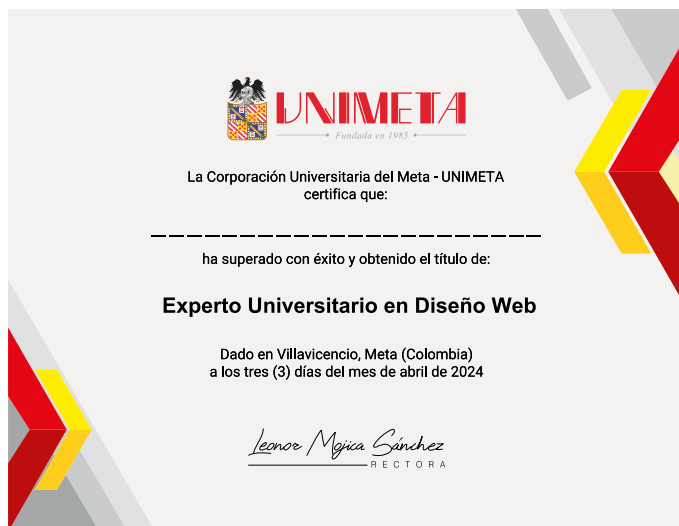 UNIMETA
Fundada en 1985
La Corporación Universitaria del Meta - UNIMETA
certifica que:
ha superado con éxito y obtenido el título de:
Experto Universitario en Diseño Web
Dado en Villavicencio, Meta (Colombia)
a los tres (3) días del mes de abril de 2024
Leonor Mojica Sánchez
RECTORA